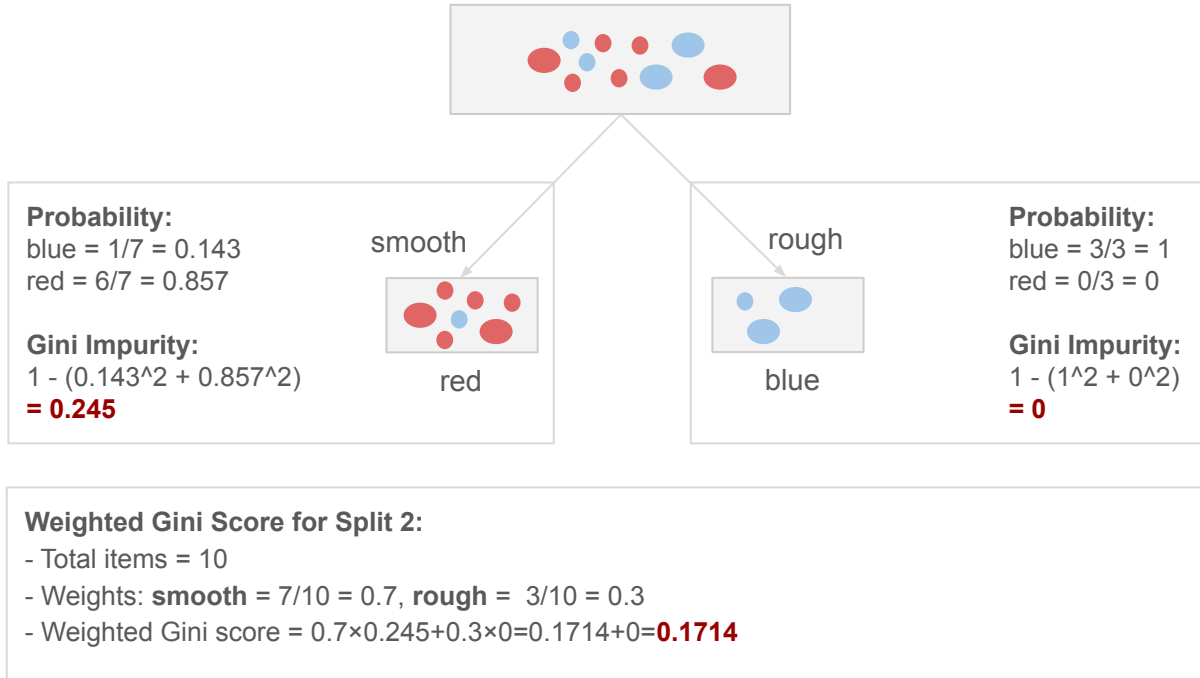 Probability:
blue = 1/7 = 0.143
red = 6/7 = 0.857
Gini Impurity:
1 - (0.143^2 + 0.857^2)
= 0.245
smooth
red
rough
blue
Probability:
blue = 3/3 = 1
red = 0/3 = 0
Gini Impurity:
1 - (1^2 + 0^2)
= 0
Weighted Gini Score for Split 2:
- Total items = 10
- Weights: smooth = 7/10 = 0.7, rough =  3/10 = 0.3
- Weighted Gini score = 0.7×0.245+0.3×0=0.1714+0=0.1714